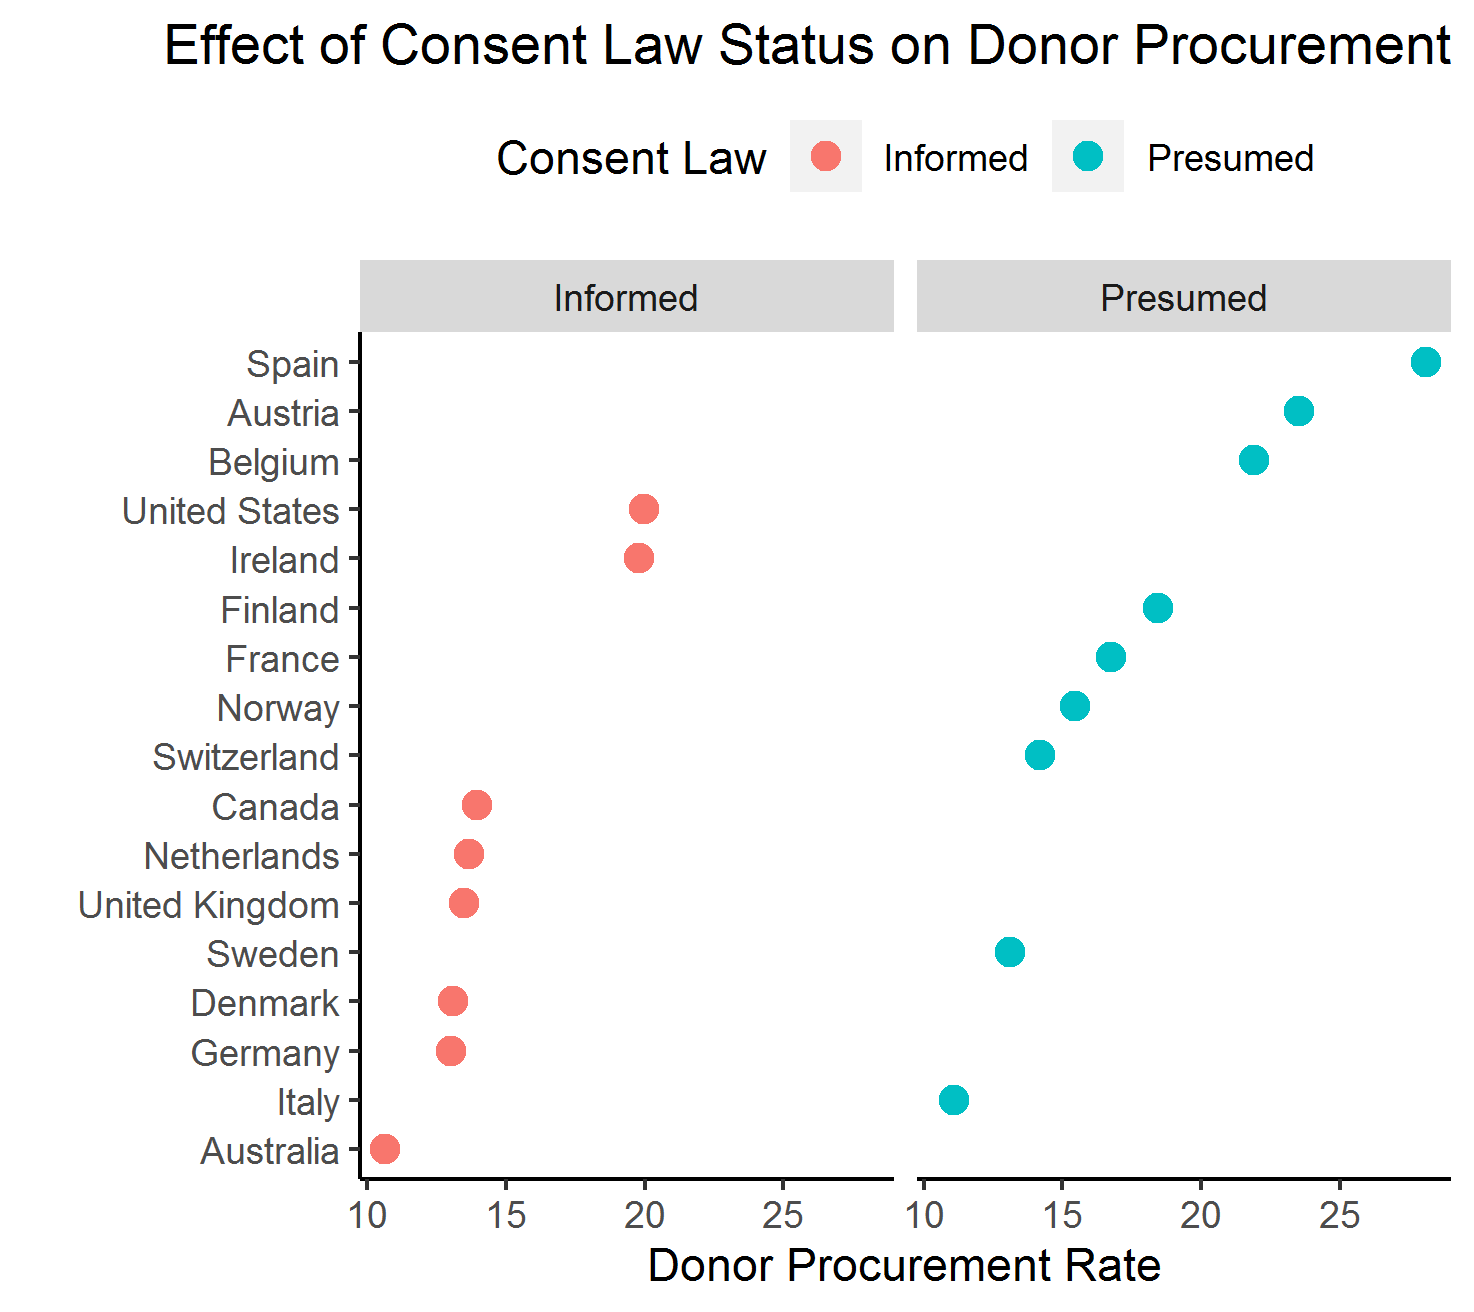 Effect of Consent Law Status on Donor Procurement
Consent Law Informed Presumed
Informed Presumed
Spain
Austria
Belgium
United States
Ireland
Finland
France
Norway
Switzerland
Canada
Netherlands
United Kingdom
Sweden
Denmark
Germany
Italy
Australia
10 15 20 25 10 15 20 25
Donor Procurement Rate